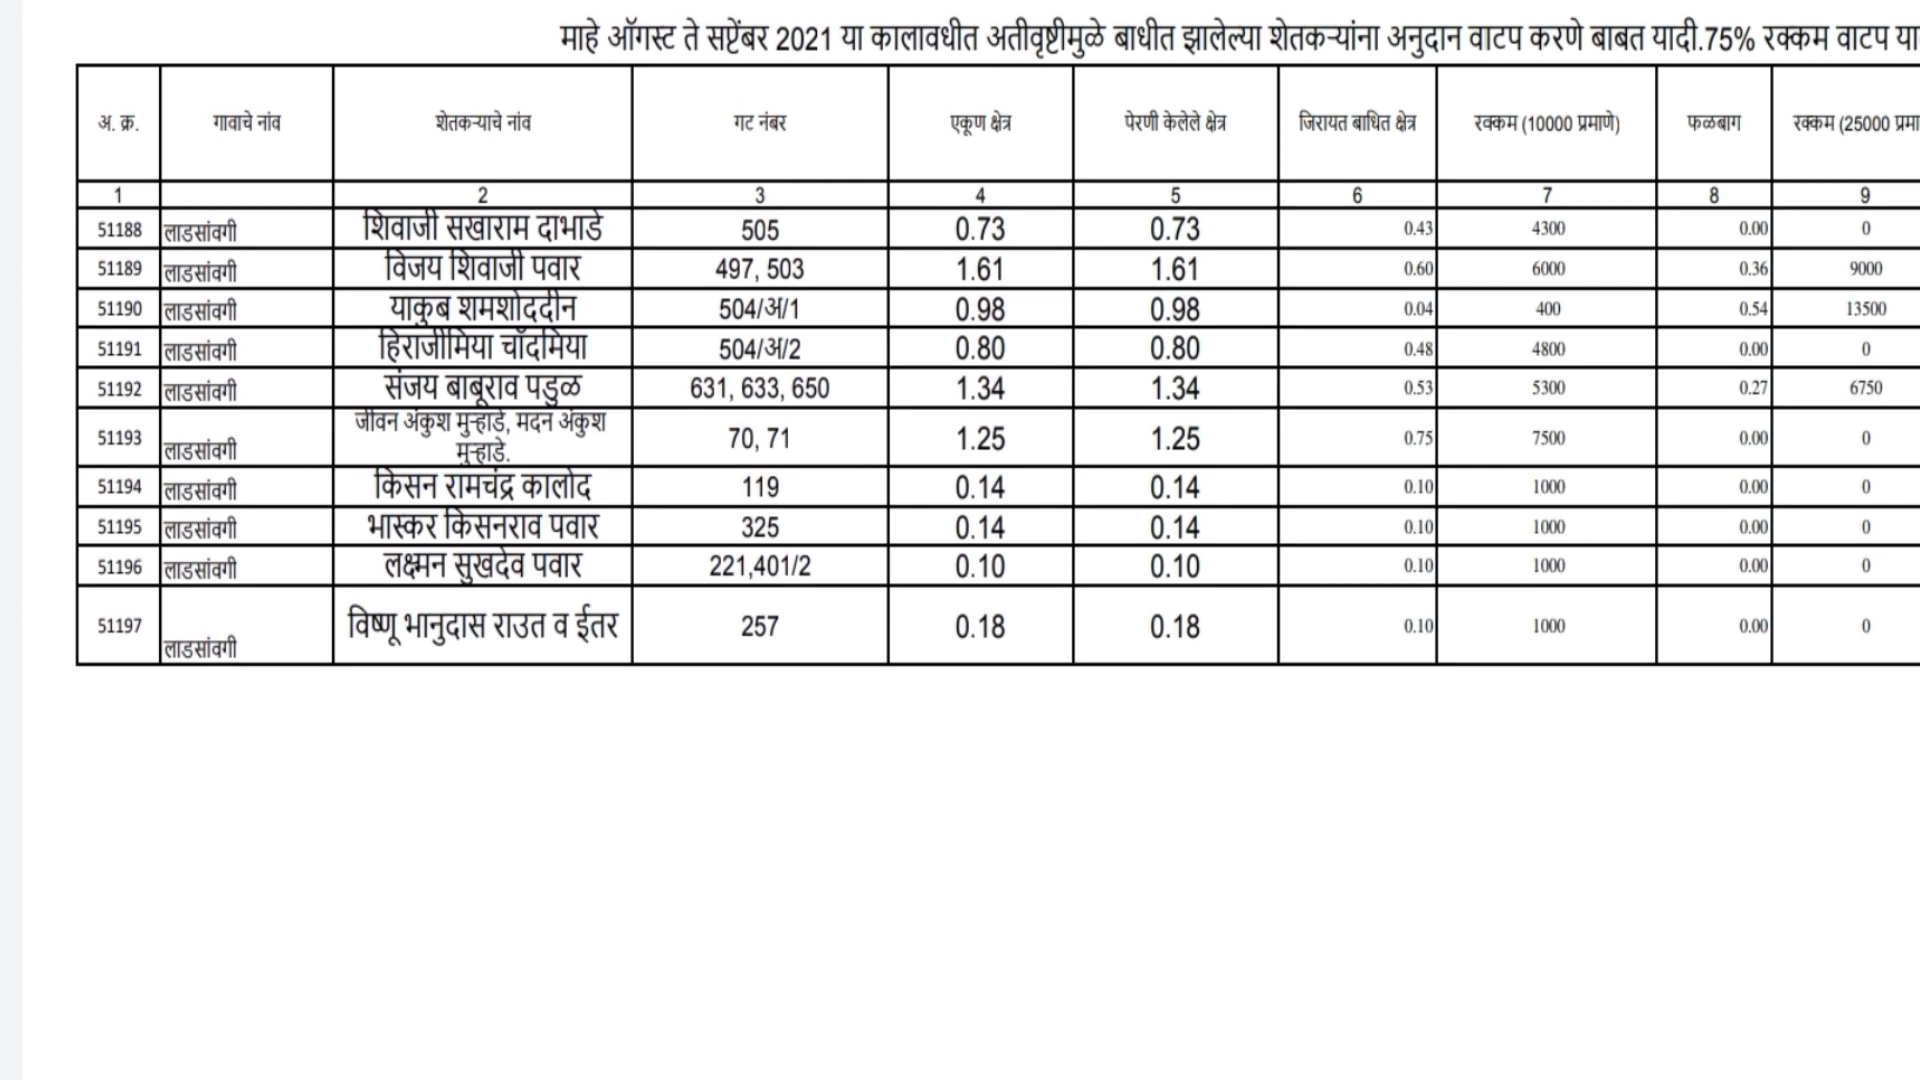 माहे ऑगस्ट ते सप्टेंबर 2021 या कालावधीत अतीवृष्टीमुळे बाधीत झालेल्या शेतकऱ्यांना अनुदान वाटप करणे बाबत यादी.75% रक्कम वाटप या
अ. क्र. गावाचे नांव शेतकऱ्याचे नांव गट नंबर एकूण क्षेत्र पेरणी केलेले क्षेत्र जिरायत बाधित क्षेत्र रक्कम (10000 प्रमाणे) फळबाग रक्कम (25000 प्रमा
1 2 3 4 5 6 7 8 9
51188 लाडसांवगी शिवाजी सखाराम दाभाडे 505 0.73 0.73 0.43 4300 0.00 0
51189 लाडसांवगी विजय शिवाजी पवार 497, 503 1.61 1.61 0.60 6000 0.36 9000
51190 लाडसांवगी याकुब शमशोददीन 504/अ/1 0.98 0.98 0.04 400 0.54 13500
51191 लाडसांवगी हिराजीमिया चॉदमिया 504/अ/2 0.80 0.80 0.48 4800 0.00 0
51192 लाडसांवगी संजय बाबूराव पडुळ 631, 633, 650 1.34 1.34 0.53 5300 0.27 6750
51193 लाडसांवगी जीवन अंकुश मुऱ्हाडे, मदन अंकुश
मुऱ्हाडे. 70, 71 1.25 1.25 0.75 7500 0.00 0
51194 लाडसांवगी किसन रामचंद्र कालोद 119 0.14 0.14 0.10 1000 0.00 0
51195 लाडसांवगी भास्कर किसनराव पवार 325 0.14 0.14 0.10 1000 0.00 0
51196 लाडसांवगी लक्ष्मन सुखदेव पवार 221,401/2 0.10 0.10 0.10 1000 0.00 0
51197 लाडसांवगी विष्णू भानुदास राउत व ईतर 257 0.18 0.18 0.10 1000 0.00 0